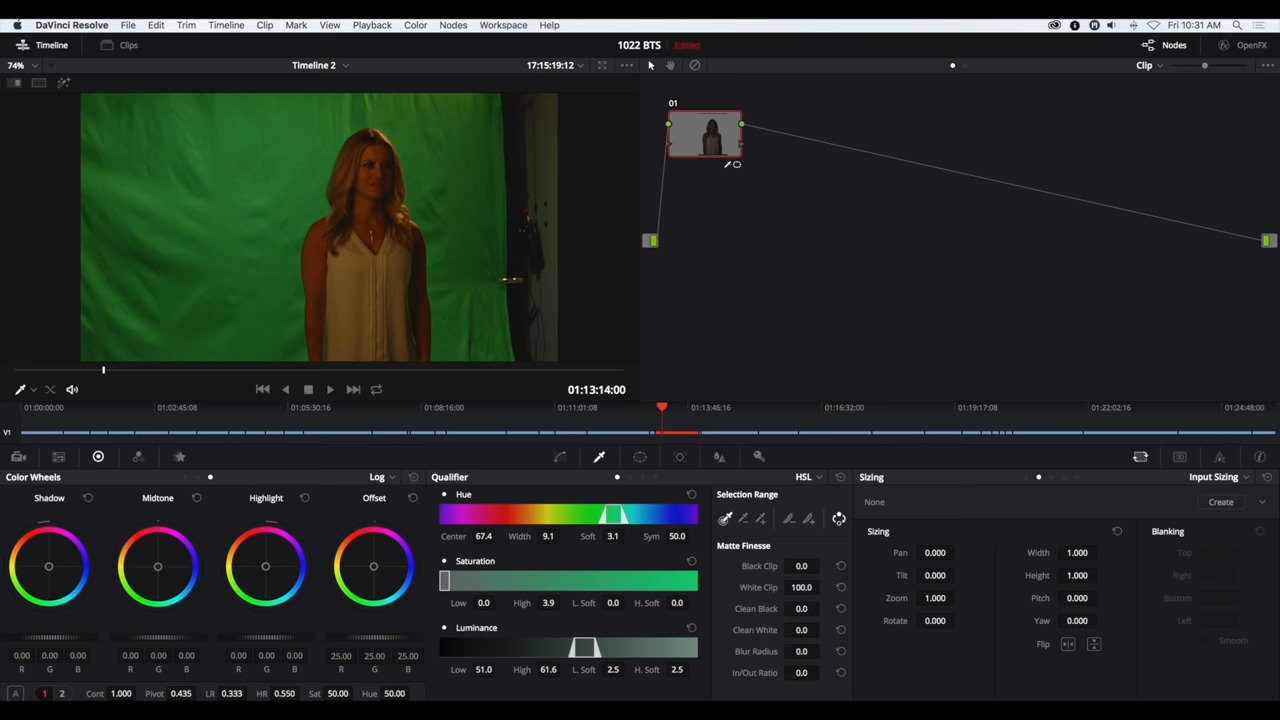 DaVinci Resolve File Edit Trim Timeline Clip Mark View Playback Color Nodes Workspace Help Fri 10:31 AM
Timeline Clips 1022 BTS Edited Nodes OpenFX
74% Timeline 2 17:15:19:12 Clip
01
01:13:14:00
01:00:00:00 01:02:45:08 01:05:30:16 01:08:16:00 01:11:01:08 01:13:46:16 01:16:32:00 01:19:17:08 01:22:02:16 01:24:48:00
V1
Color Wheels Log Qualifier HSL Sizing Input Sizing
Shadow Midtone Highlight Offset Hue Selection Range None Create
Center 67.4 Width 9.1 Soft 3.1 Sym 50.0 Sizing Blanking
Matte Finesse Pan 0.000 Width 1.000 Top
Saturation Black Clip 0.0 Tilt 0.000 Height 1.000 Right
White Clip 100.0 Zoom 1.000 Pitch 0.000 Bottom
Low 0.0 High 3.9 L. Soft 0.0 H. Soft 0.0 Clean Black 0.0 Rotate 0.000 Yaw 0.000 Left
Luminance Clean White 0.0 Flip Smooth
0.00 0.00 0.00 0.00 0.00 0.00 0.00 0.00 0.00 25.00 25.00 25.00 Blur Radius 0.0
R G B R G B R G B R G B Low 51.0 High 61.6 L. Soft 2.5 H. Soft 2.5 In/Out Ratio 0.0
A 1 2 Cont 1.000 Pivot 0.435 LR 0.333 HR 0.550 Sat 50.00 Hue 50.00